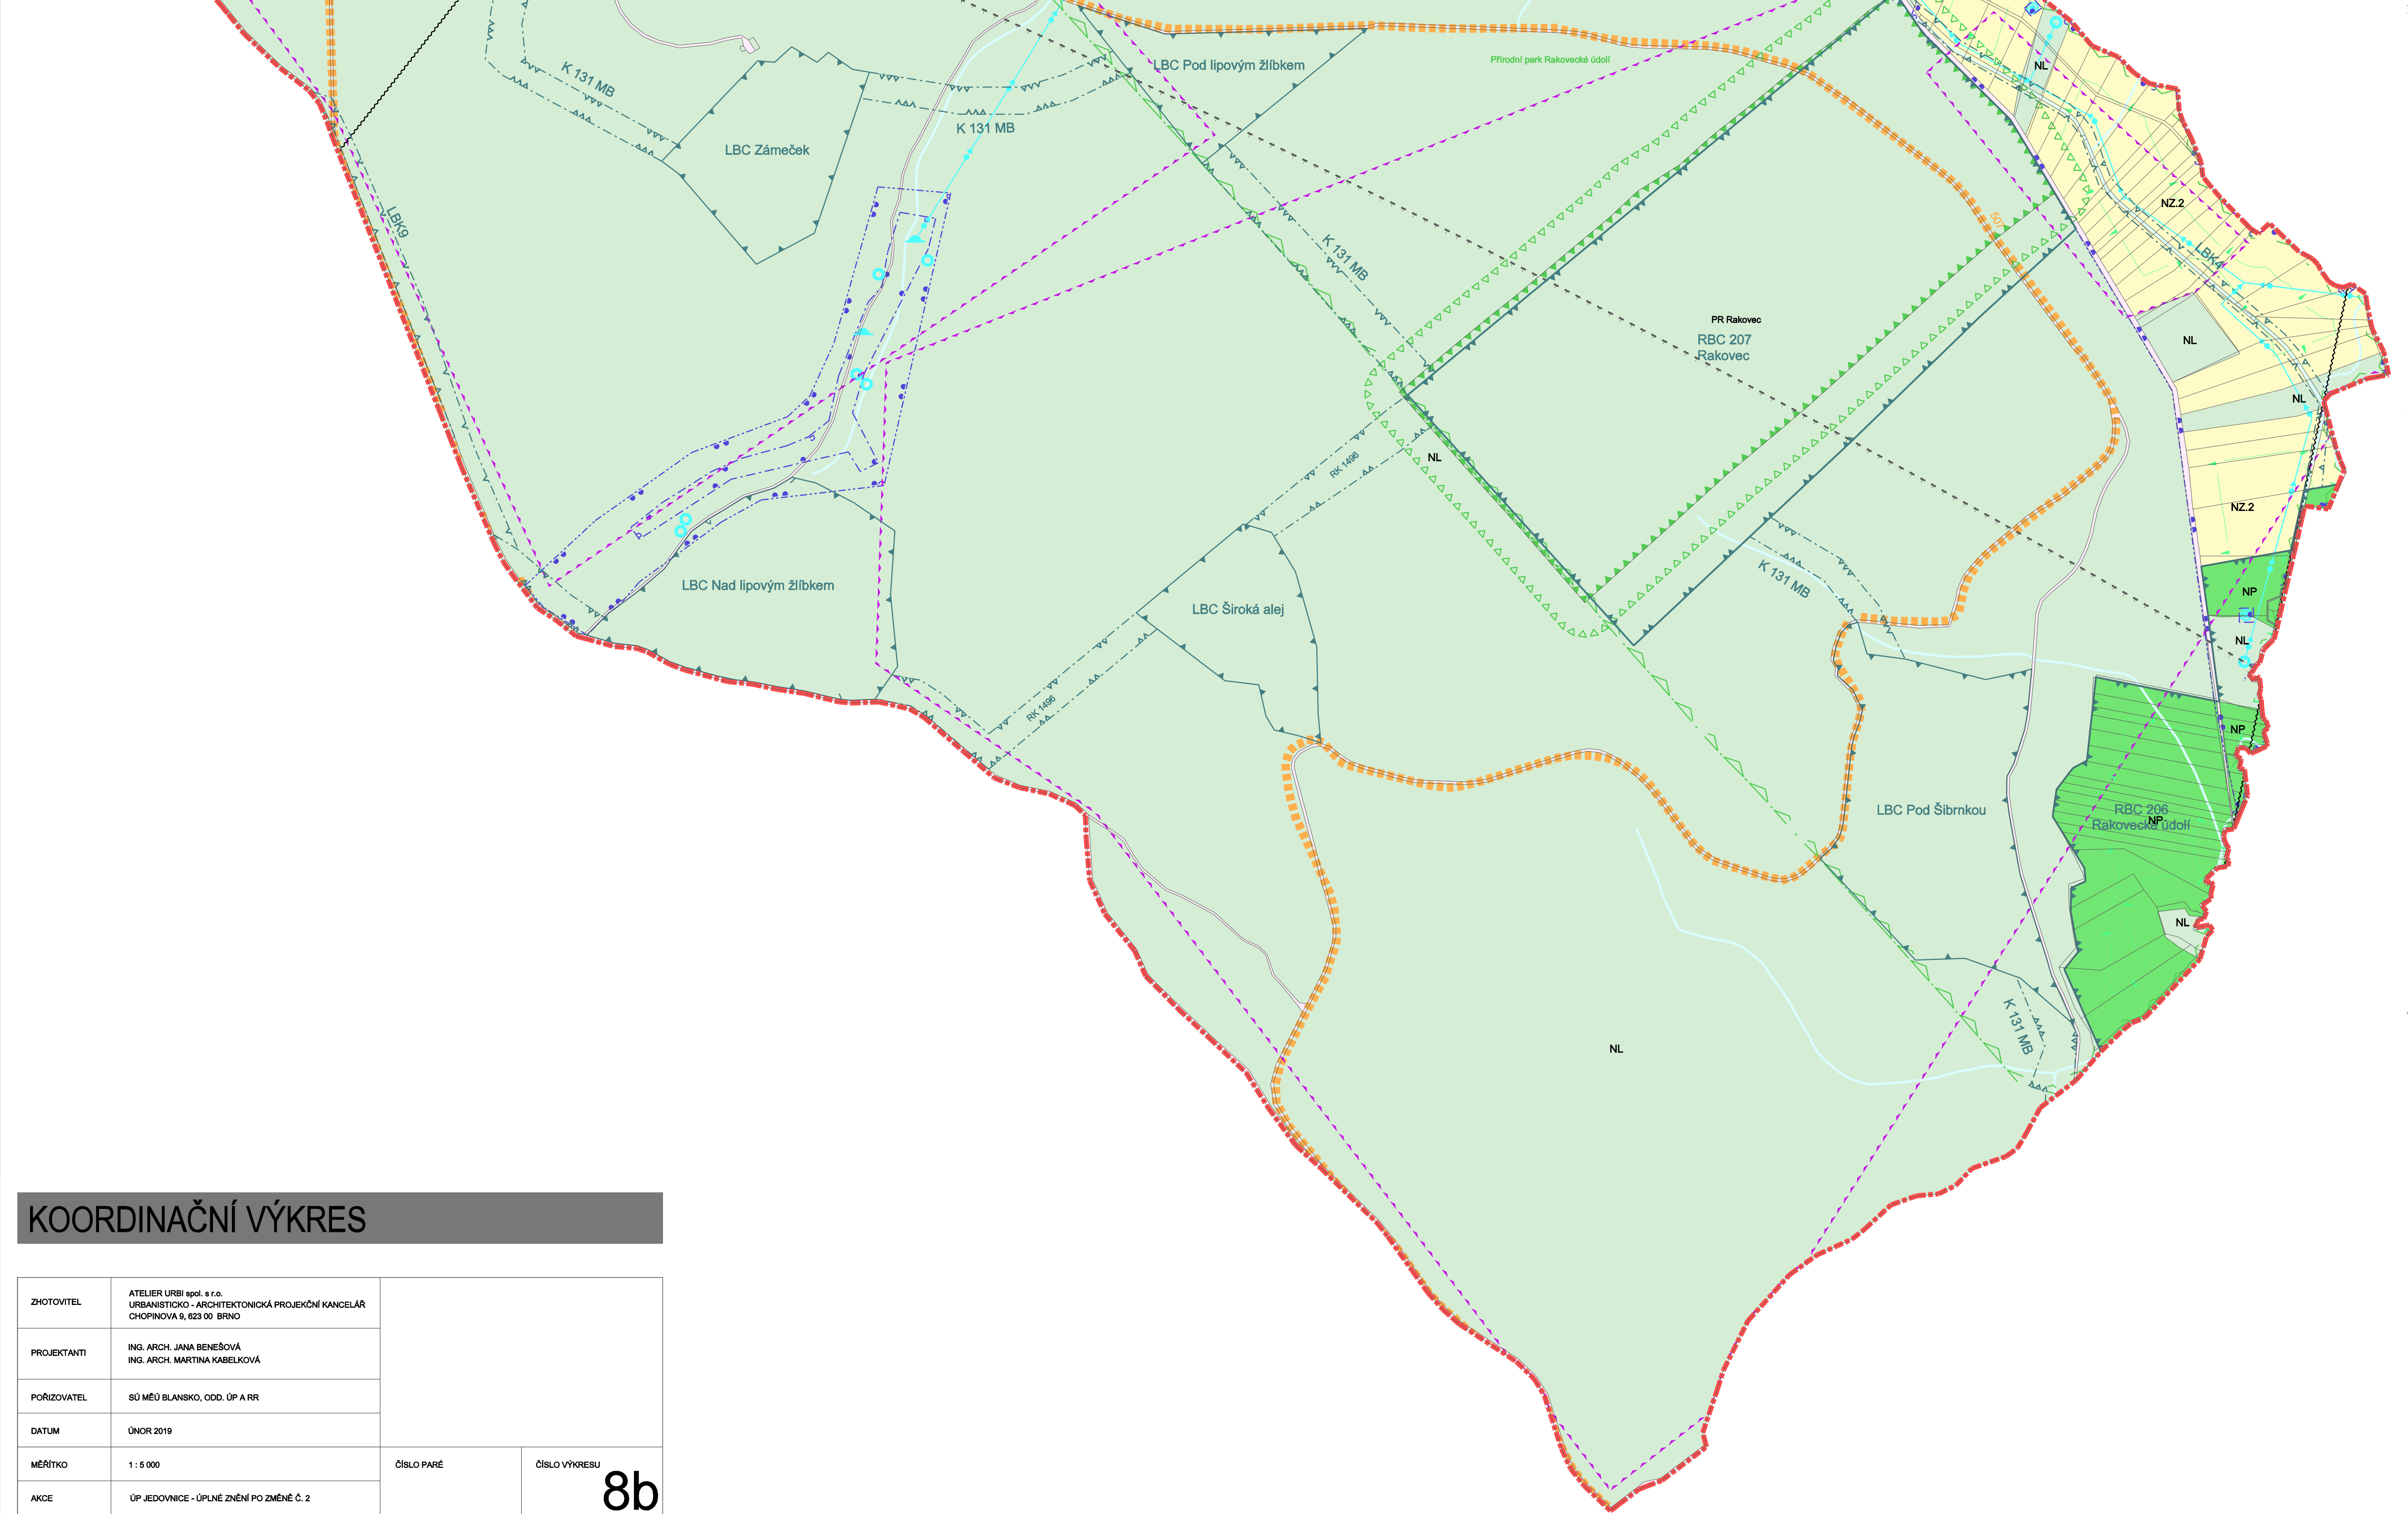 K 131 MB
LBC Pod lipovým žlíbkem
Přírodní park Rakovecké údolí
NL
K 131 MB
LBC Zámeček
LBK9
K 131 MB
507
NZ.2
LBK4
PR Rakovec
RBC 207
Rakovec
NL
NL
NL
RK 1496
NZ.2
LBC Nad lipovým žlíbkem
LBC Široká alej
K 131 MB
NP
NL
RK 1496
NP
LBC Pod Šibrnkou
RBC 206
NP
Rakovecké údolí
NL
K 131 MB
NL
KOORDINAČNÍ VÝKRES
ZHOTOVITEL
ATELIER URBI spol. s r.o.
URBANISTICKO - ARCHITEKTONICKÁ PROJEKČNÍ KANCELÁŘ
CHOPINOVA 9, 623 00 BRNO
PROJEKTANTI
ING. ARCH. JANA BENEŠOVÁ
ING. ARCH. MARTINA KABELKOVÁ
POŘIZOVATEL
SÚ MĚÚ BLANSKO, ODD. ÚP A RR
DATUM
ÚNOR 2019
MĚŘÍTKO
1 : 5 000
ČÍSLO PARÉ
ČÍSLO VÝKRESU
8b
AKCE
ÚP JEDOVNICE - ÚPLNÉ ZNĚNÍ PO ZMĚNĚ Č. 2